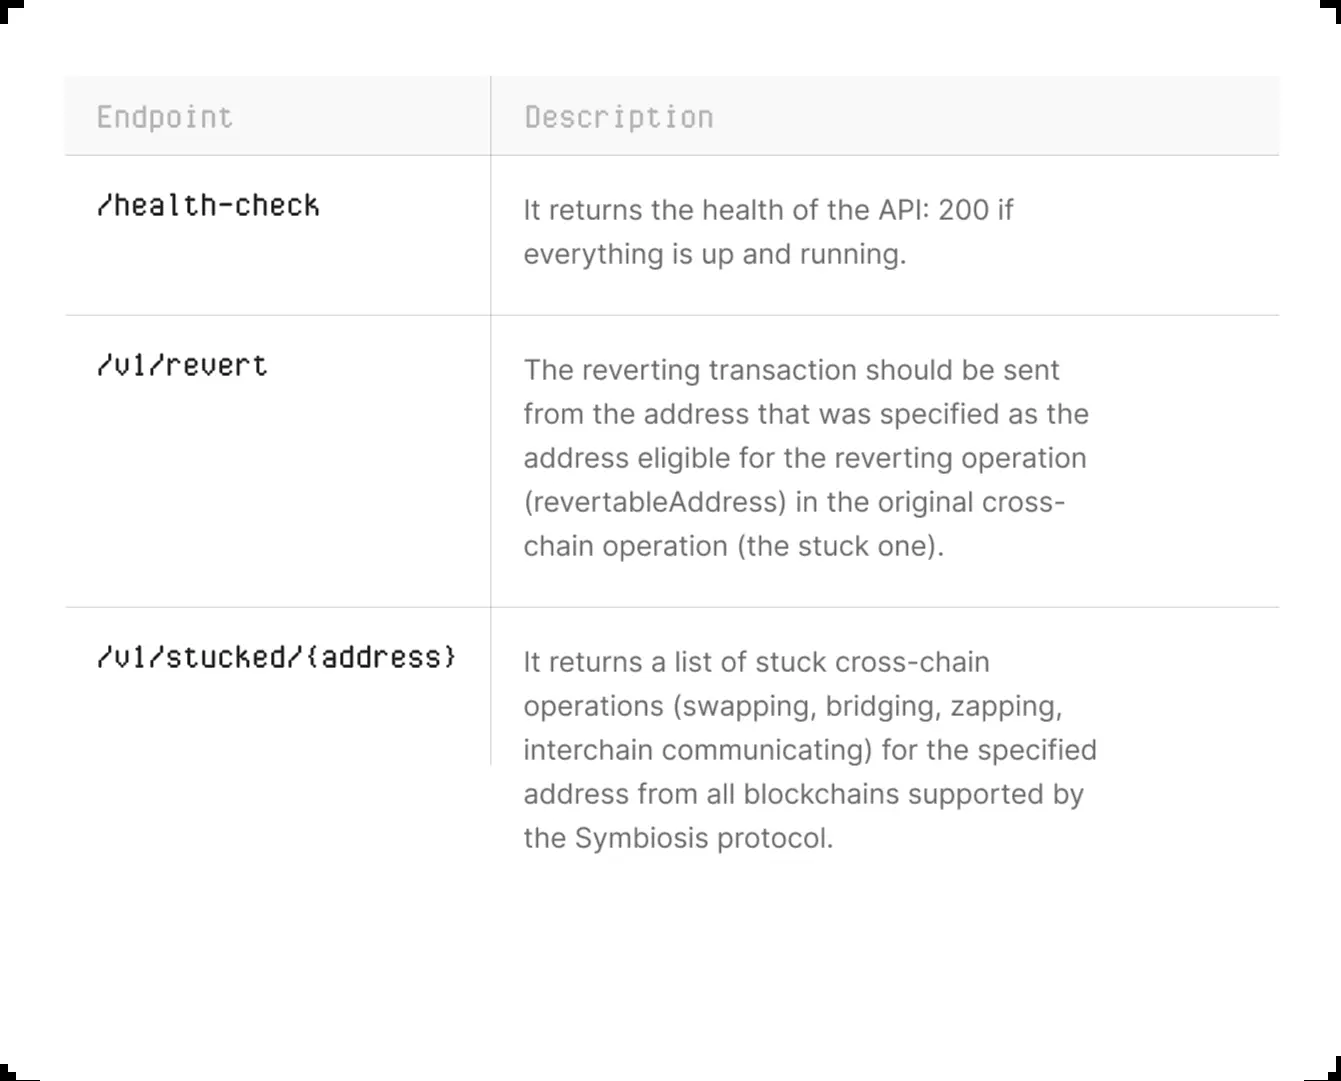 Endpoint
Description
/health-check
It returns the health of the API: 200 if
everything is up and running.
/v1/revert
The reverting transaction should be sent
from the address that was specified as the
address eligible for the reverting operation
(revertableAddress) in the original cross-
chain operation (the stuck one).
/v1/stucked/{address}
It returns a list of stuck cross-chain
operations (swapping, bridging, zapping,
interchain communicating) for the specified
address from all blockchains supported by
the Symbiosis protocol.